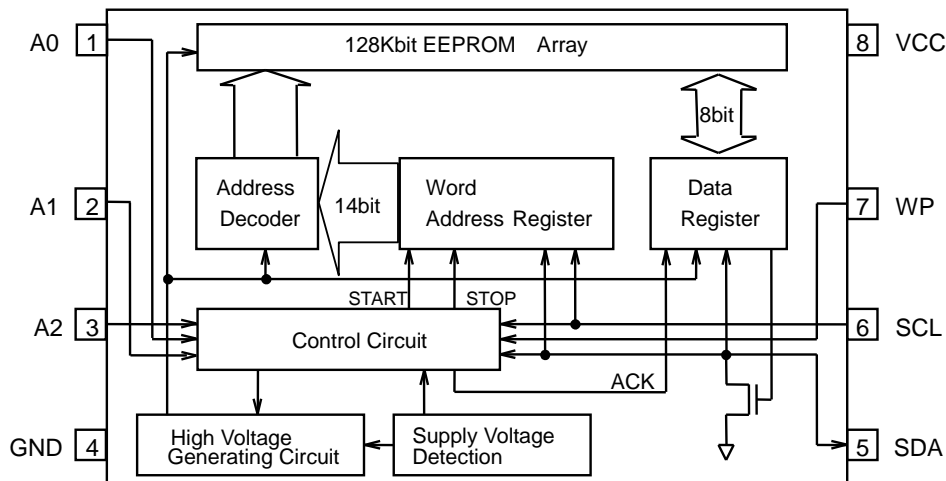 A0 1
128Kbit EEPROM Array
8 VCC
8bit
A1 2
Address
Decoder
14bit
Word
Address Register
Data
Register
7 WP
START
STOP
A2 3
Control Circuit
6 SCL
ACK
GND 4
High Voltage
Generating Circuit
Supply Voltage
Detection
5 SDA